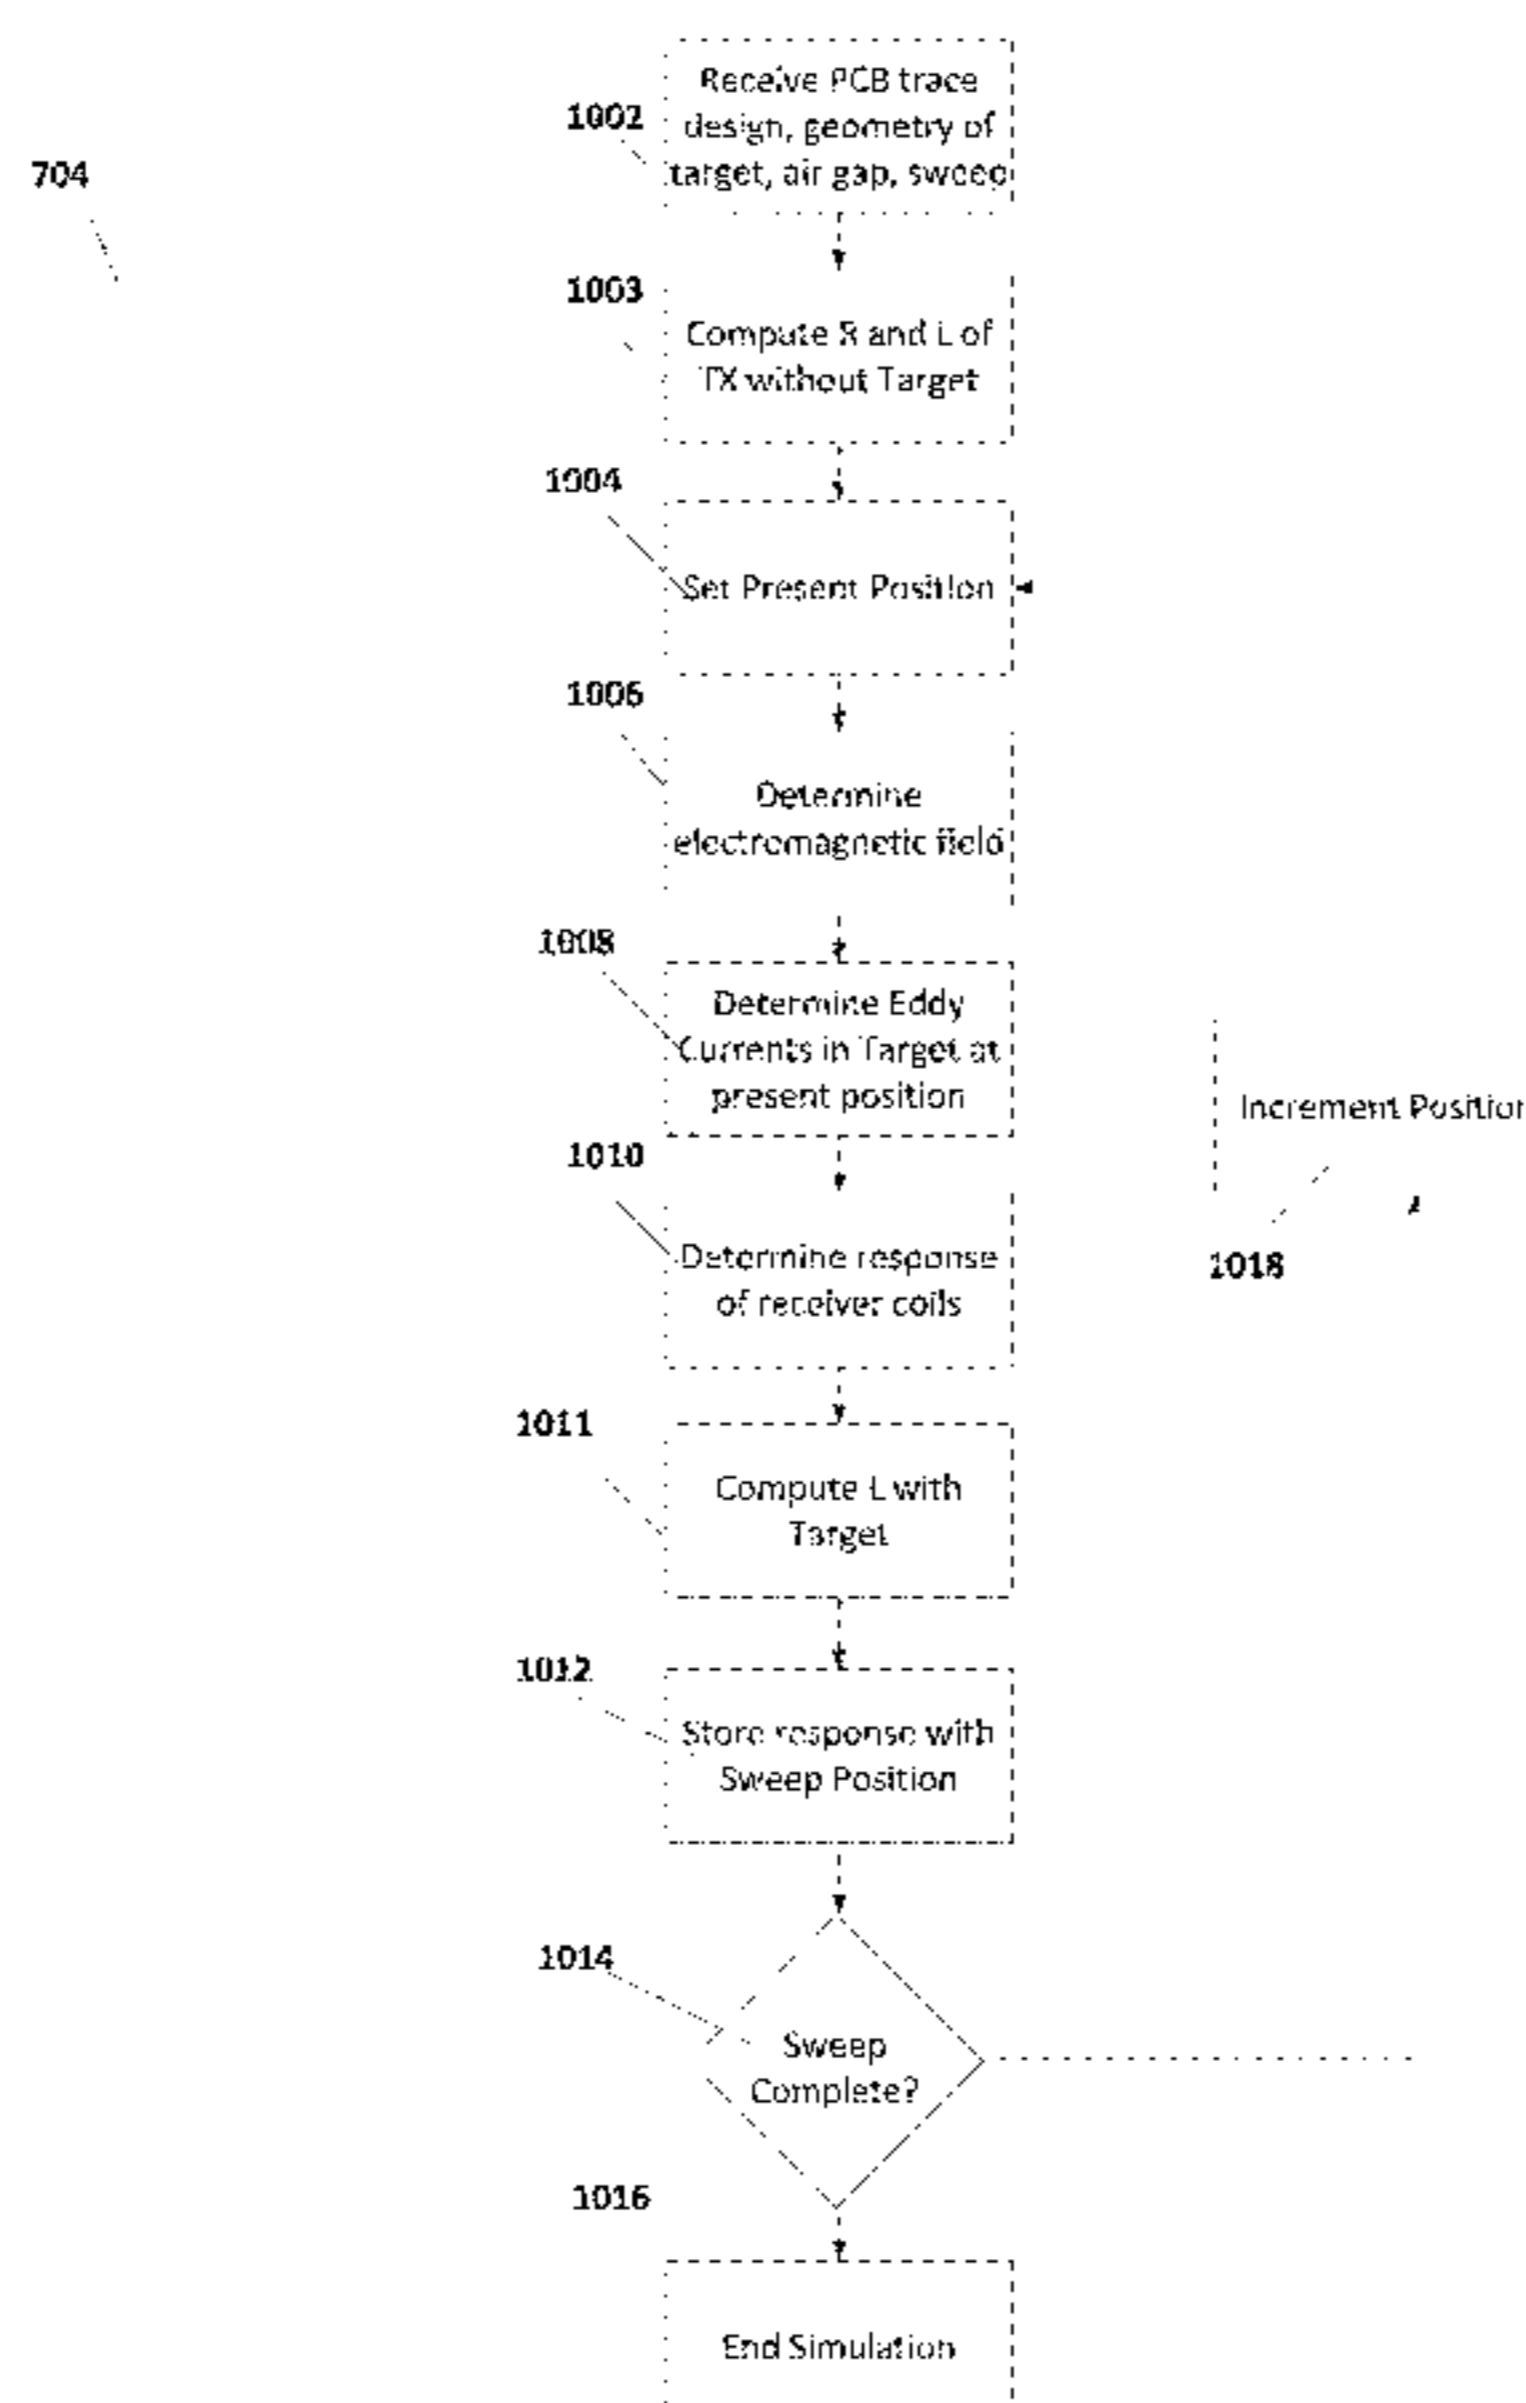 Receive PCB trace
design, geometry of
target, air gap, sweep
1002
704
1003
Compute R and L of
TX without Target
1004
Set Present Position
1006
Determine
electromagnetic field
1008
Determine Eddy
Currents in Target at
present position
Increment Position
1010
Determine response
of receiver coils
1018
1011
Compute L with
Target
1012
Store response with
Sweep Position
1014
Sweep
Complete?
1016
End Simulation